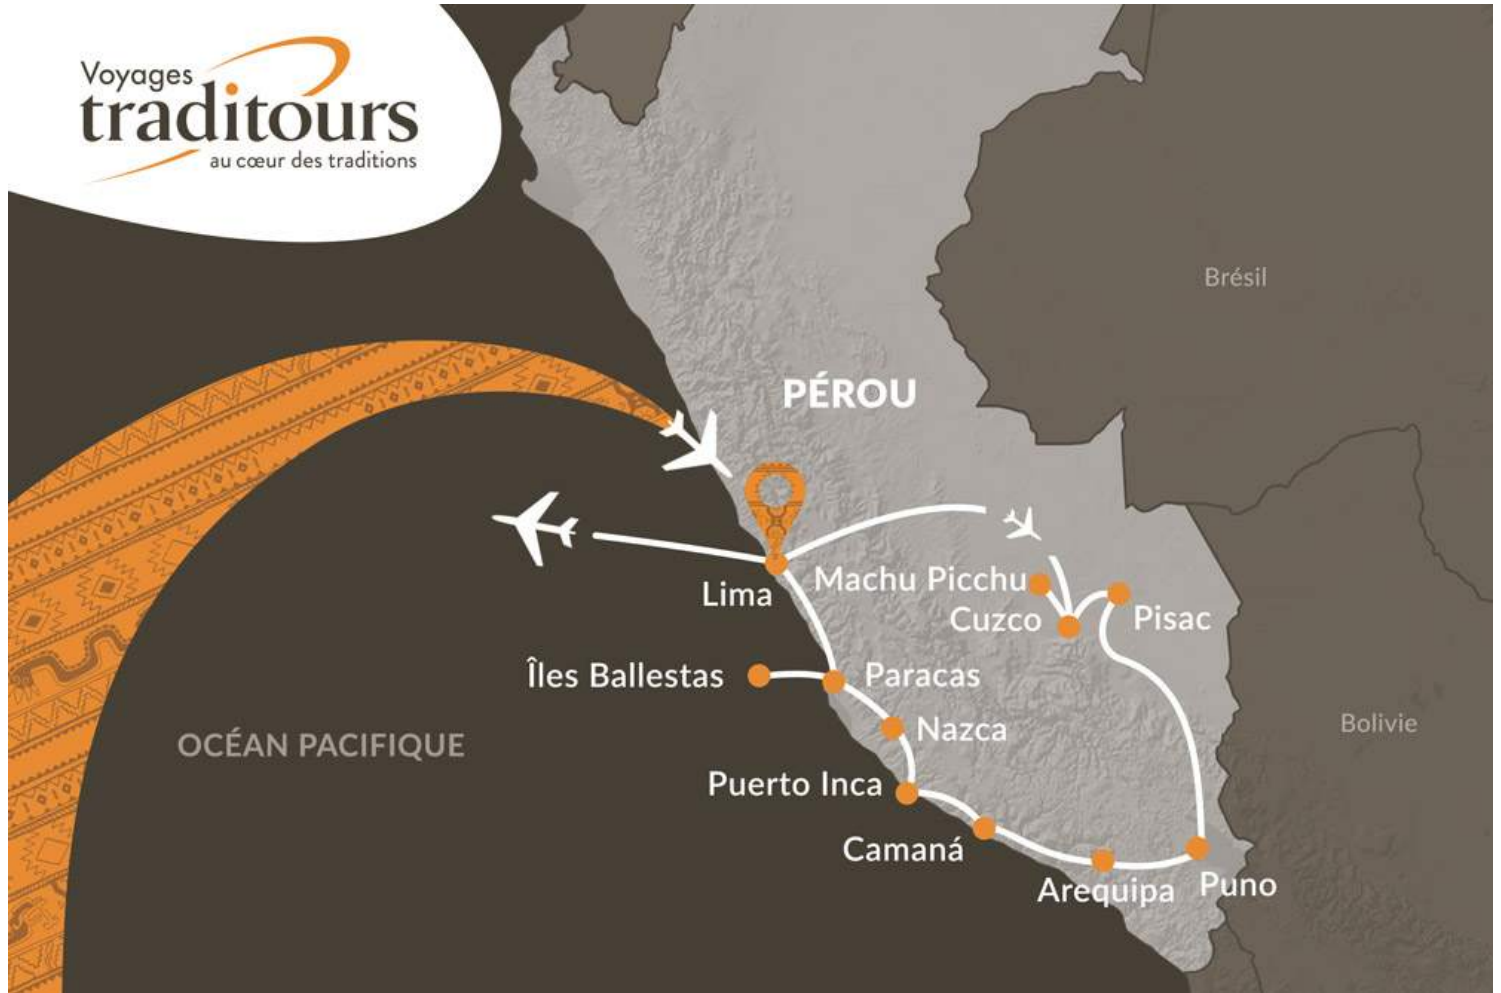 Voyages
traditours
au cœur des traditions
Brésil
PÉROU
Machu Picchu
Lima
Cuzco
Pisac
Îles Ballestas
Paracas
Nazca
Bolivie
OCÉAN PACIFIQUE
Puerto Inca
Camaná
Arequipa
Puno